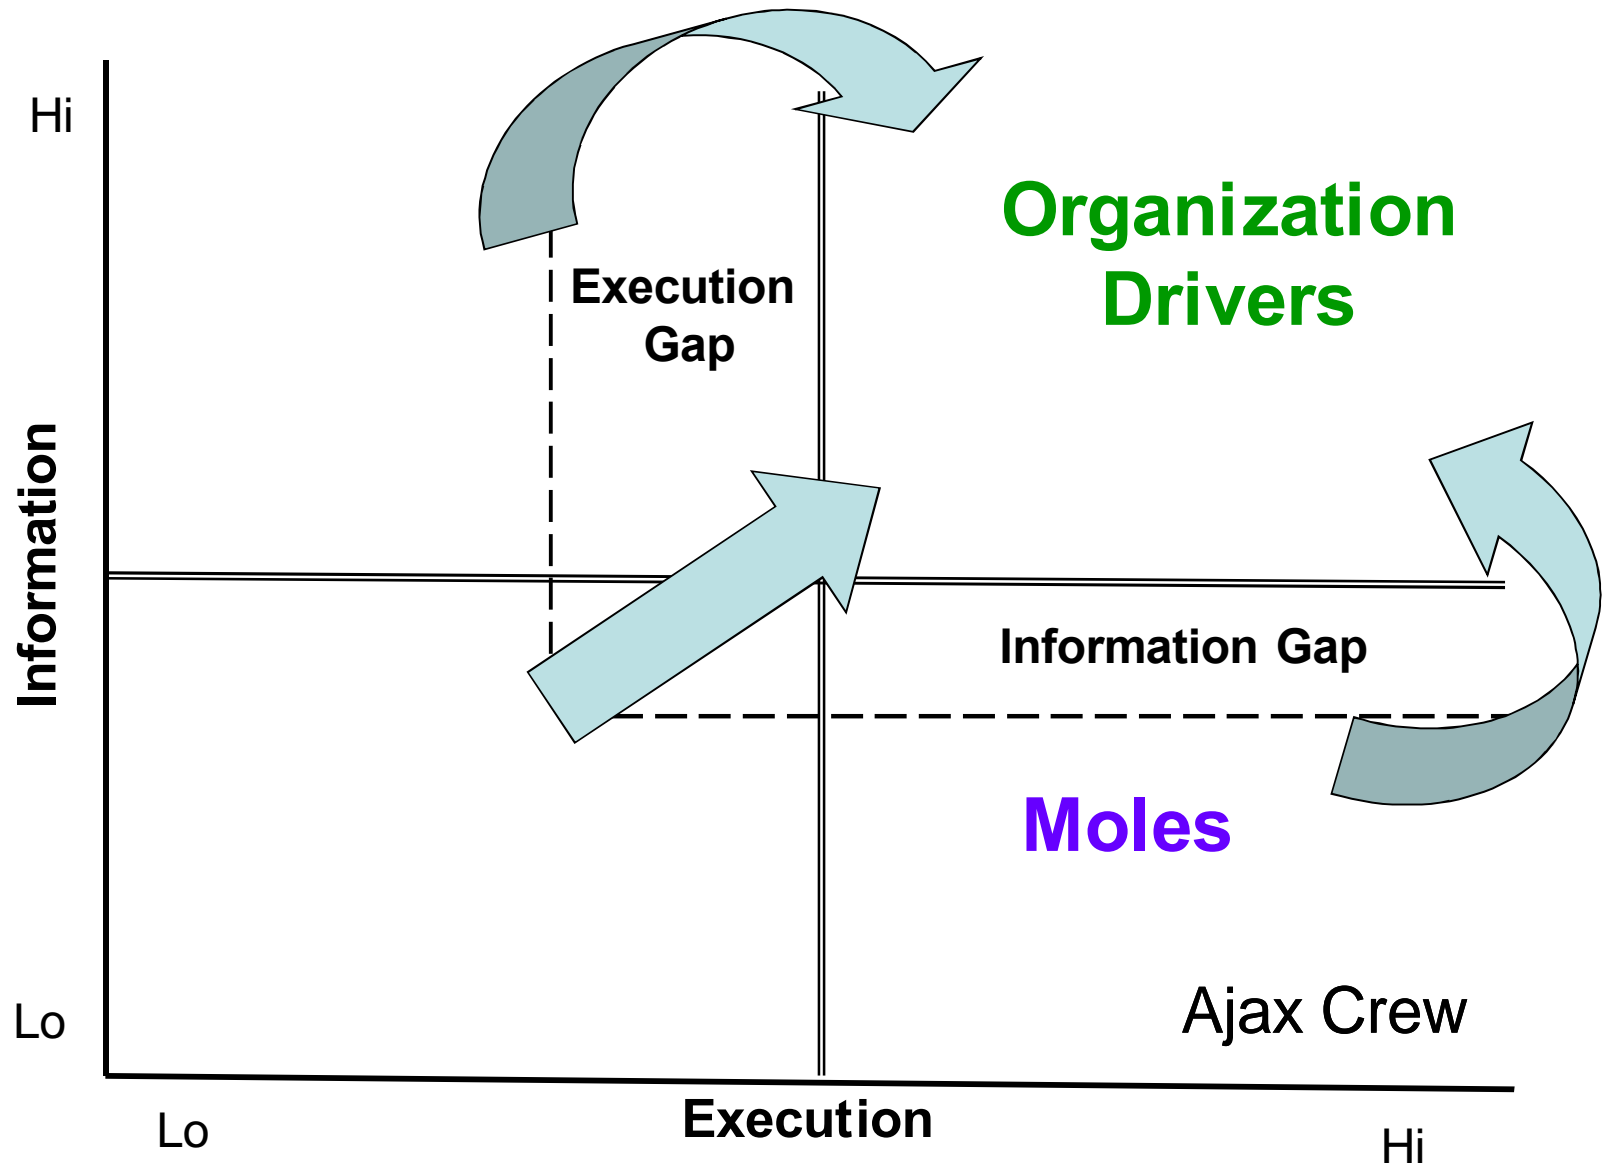 Hi
Organization
Drivers
Execution
Gap
Information
Information Gap
Moles
Ajax Crew
Lo
Execution
Lo
Hi